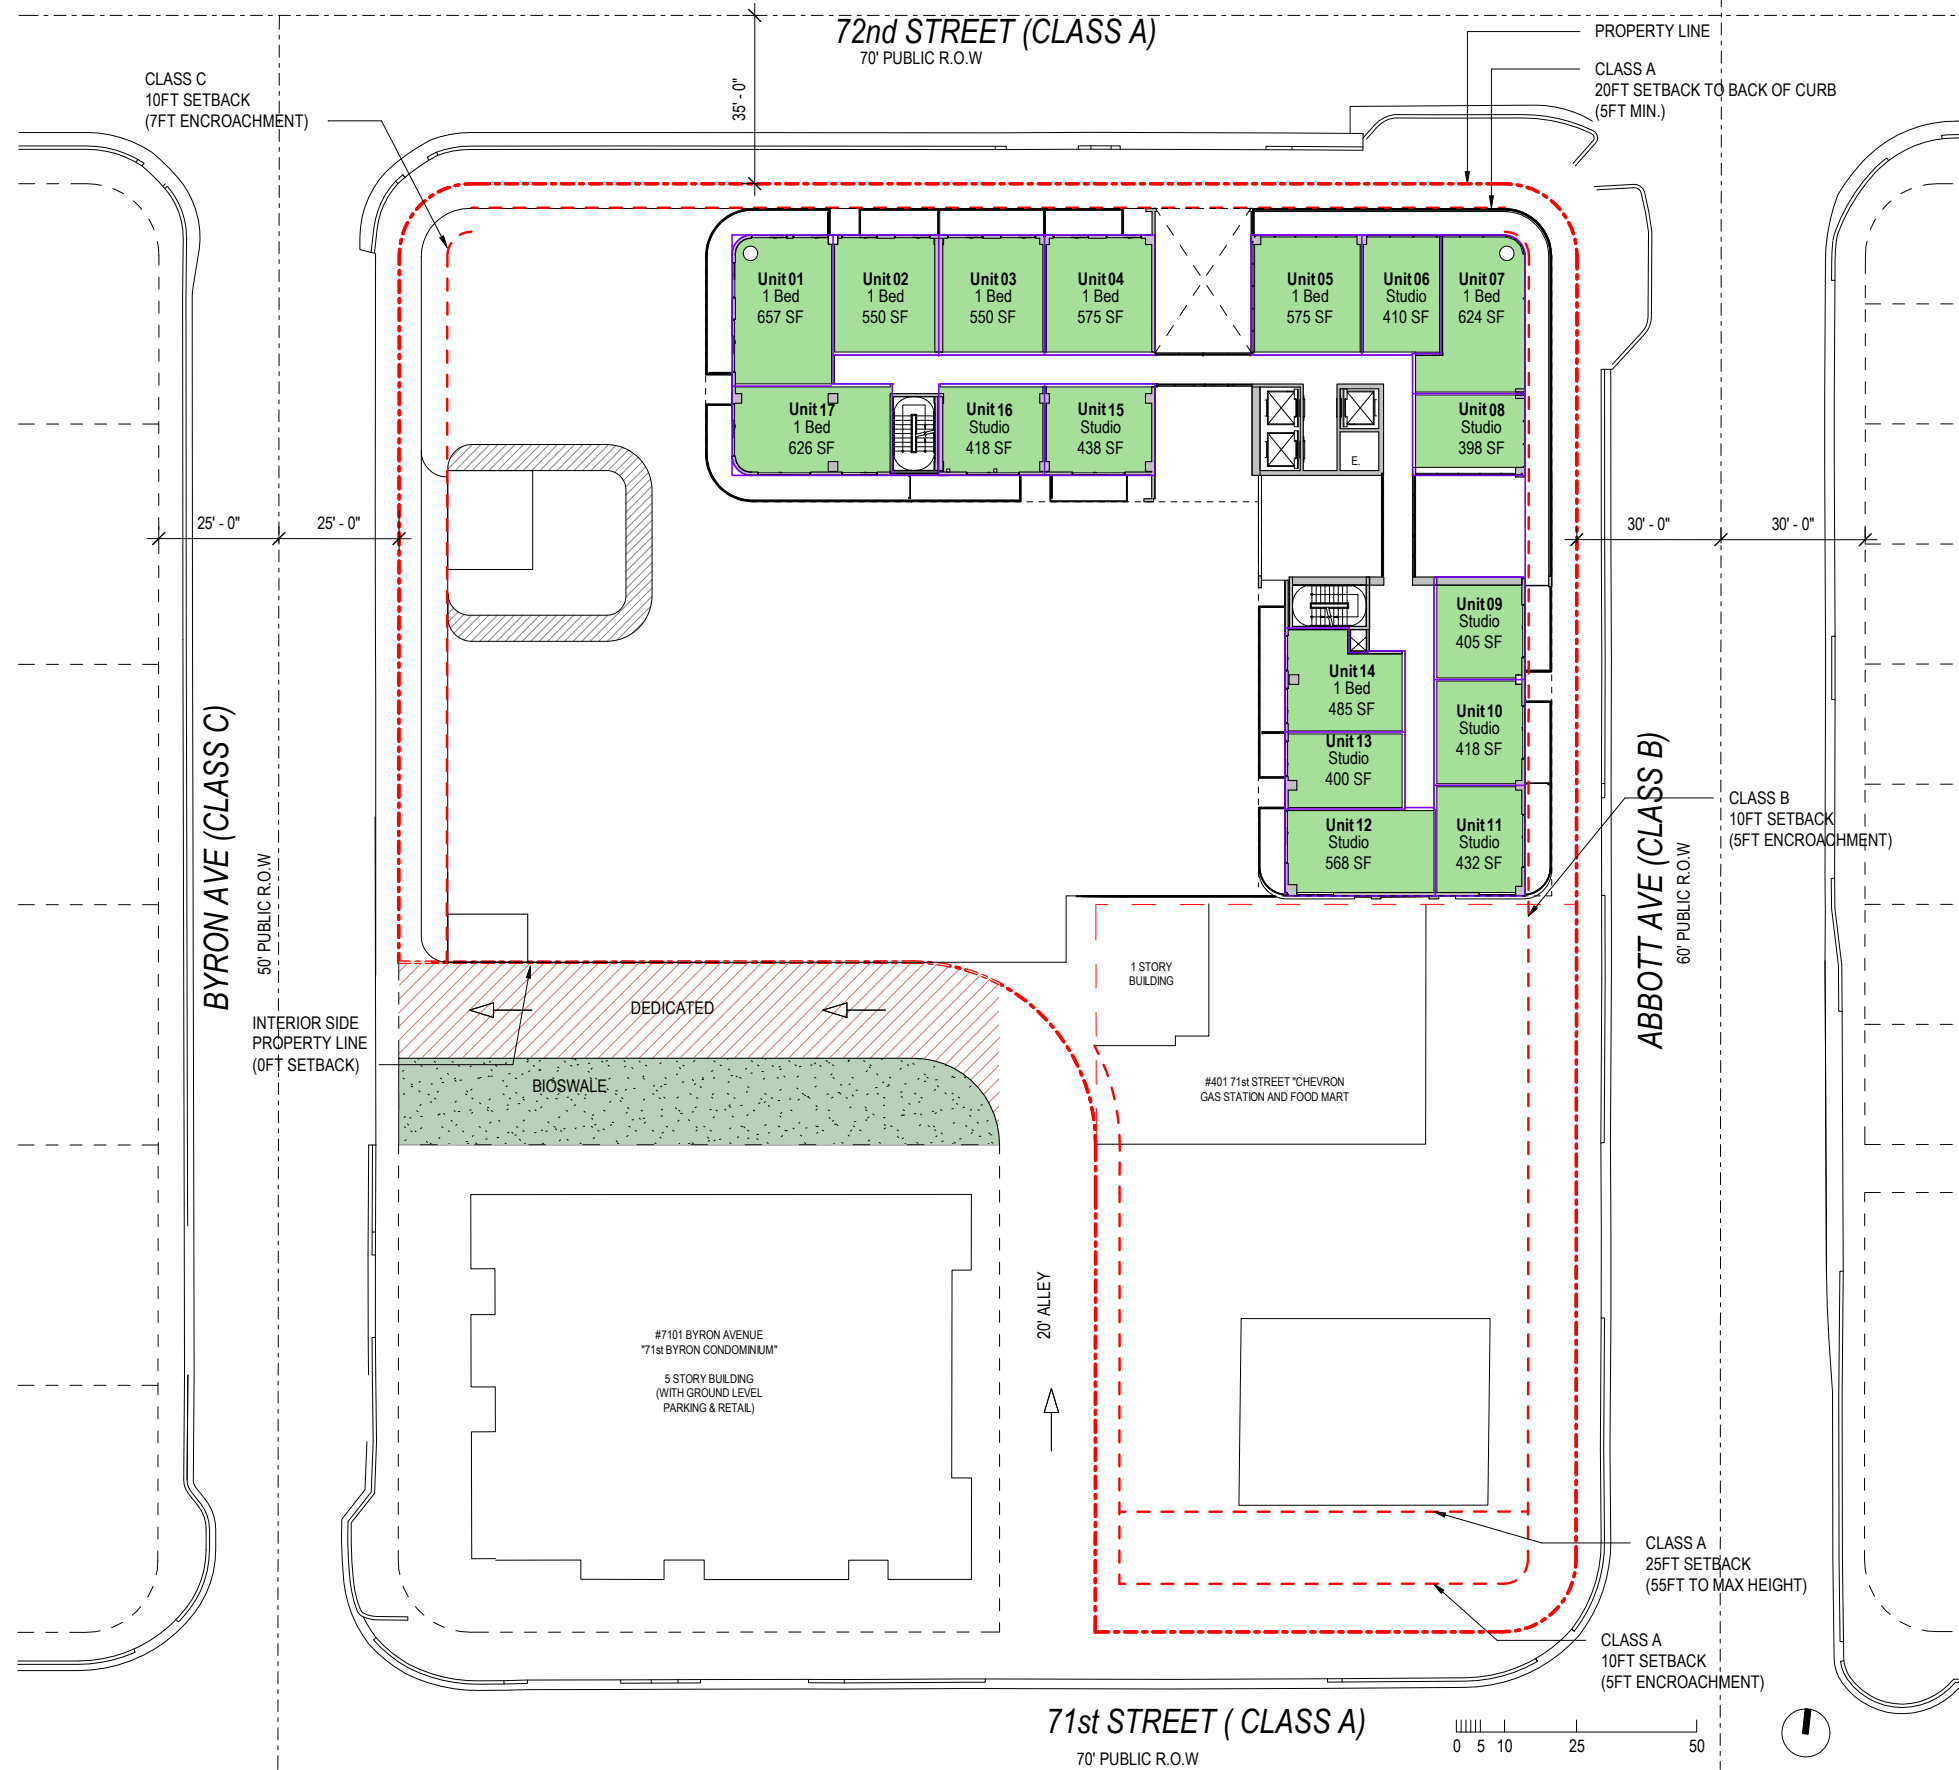 72nd STREET (CLASS A)
70' PUBLIC R.O.W
35' - 0"
PROPERTY LINE
CLASS A
20FT SETBACK TO BACK OF CURB
(5FT MIN.)
CLASS C
10FT SETBACK
(7FT ENCROACHMENT)
Unit 01
1 Bed
657 SF
Unit 02
1 Bed
550 SF
Unit 03
1 Bed
550 SF
Unit 04
1 Bed
575 SF
Unit 05
1 Bed
575 SF
Unit 06
Studio
410 SF
Unit 07
1 Bed
624 SF
Unit 17
1 Bed
626 SF
Unit 16
Studio
418 SF
Unit 15
Studio
438 SF
Unit 08
Studio
398 SF
E.
25' - 0"
25' - 0"
30' - 0"
30' - 0"
Unit 09
Studio
405 SF
Unit 14
1 Bed
485 SF
Unit 10
Studio
418 SF
Unit 13
Studio
400 SF
Unit 12
Studio
568 SF
Unit 11
Studio
432 SF
BYRON AVE (CLASS C)
50' PUBLIC R.O.W
ABBOTT AVE (CLASS B)
60' PUBLIC R.O.W
CLASS B
10FT SETBACK
(5FT ENCROACHMENT)
1 STORY
BUILDING
DEDICATED
INTERIOR SIDE
PROPERTY LINE
(0FT SETBACK)
BIOSWALE
#401 71st STREET "CHEVRON
GAS STATION AND FOOD MART
20' ALLEY
#7101 BYRON AVENUE
"71st BYRON CONDOMINIUM"
5 STORY BUILDING
(WITH GROUND LEVEL
PARKING & RETAIL)
CLASS A
25FT SETBACK
(55FT TO MAX HEIGHT)
CLASS A
10FT SETBACK
(5FT ENCROACHMENT)
71st STREET ( CLASS A)
70' PUBLIC R.O.W
0 5 10 25 50